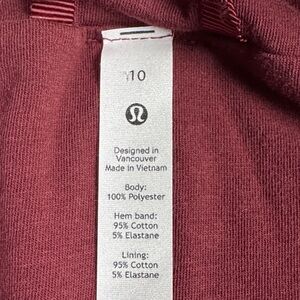 10
Designed in
Vancouver
Made in Vietnam
Body:
100% Polyester
Hem band:
95% Cotton
5% Elastane
Lining:
95% Cotton
5% Elastane